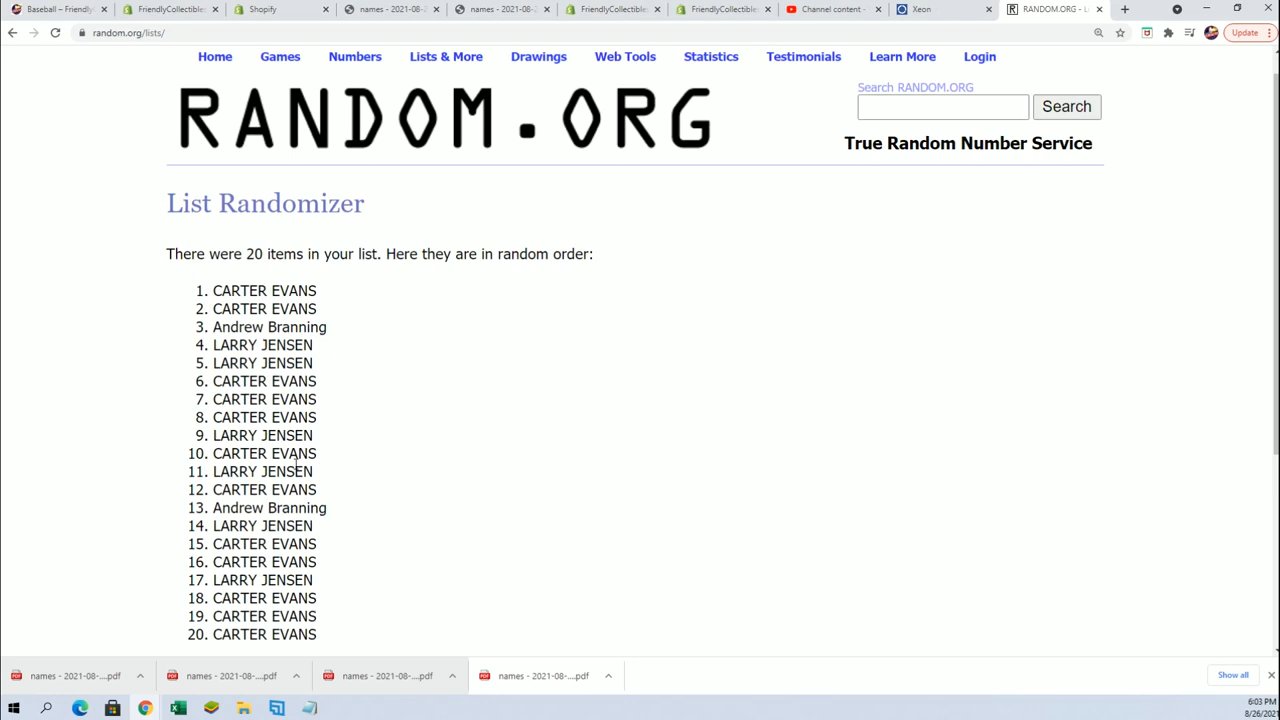 Baseball – Friendly
FriendlyCollectibles
Shopify
names - 2021-08-
names - 2021-08-
FriendlyCollectibles
FriendlyCollectibles
Channel content -
Xeon
RANDOM.ORG - L
random.org/lists/
Update
Home Games Numbers Lists & More Drawings Web Tools Statistics Testimonials Learn More Login
RANDOM.ORG
Search RANDOM.ORG
Search
True Random Number Service
List Randomizer
There were 20 items in your list. Here they are in random order:
1. CARTER EVANS
2. CARTER EVANS
3. Andrew Branning
4. LARRY JENSEN
5. LARRY JENSEN
6. CARTER EVANS
7. CARTER EVANS
8. CARTER EVANS
9. LARRY JENSEN
10. CARTER EVANS
11. LARRY JENSEN
12. CARTER EVANS
13. Andrew Branning
14. LARRY JENSEN
15. CARTER EVANS
16. CARTER EVANS
17. LARRY JENSEN
18. CARTER EVANS
19. CARTER EVANS
20. CARTER EVANS
names - 2021-08-....pdf names - 2021-08-....pdf names - 2021-08-....pdf names - 2021-08-....pdf Show all
6:03 PM
8/26/2021